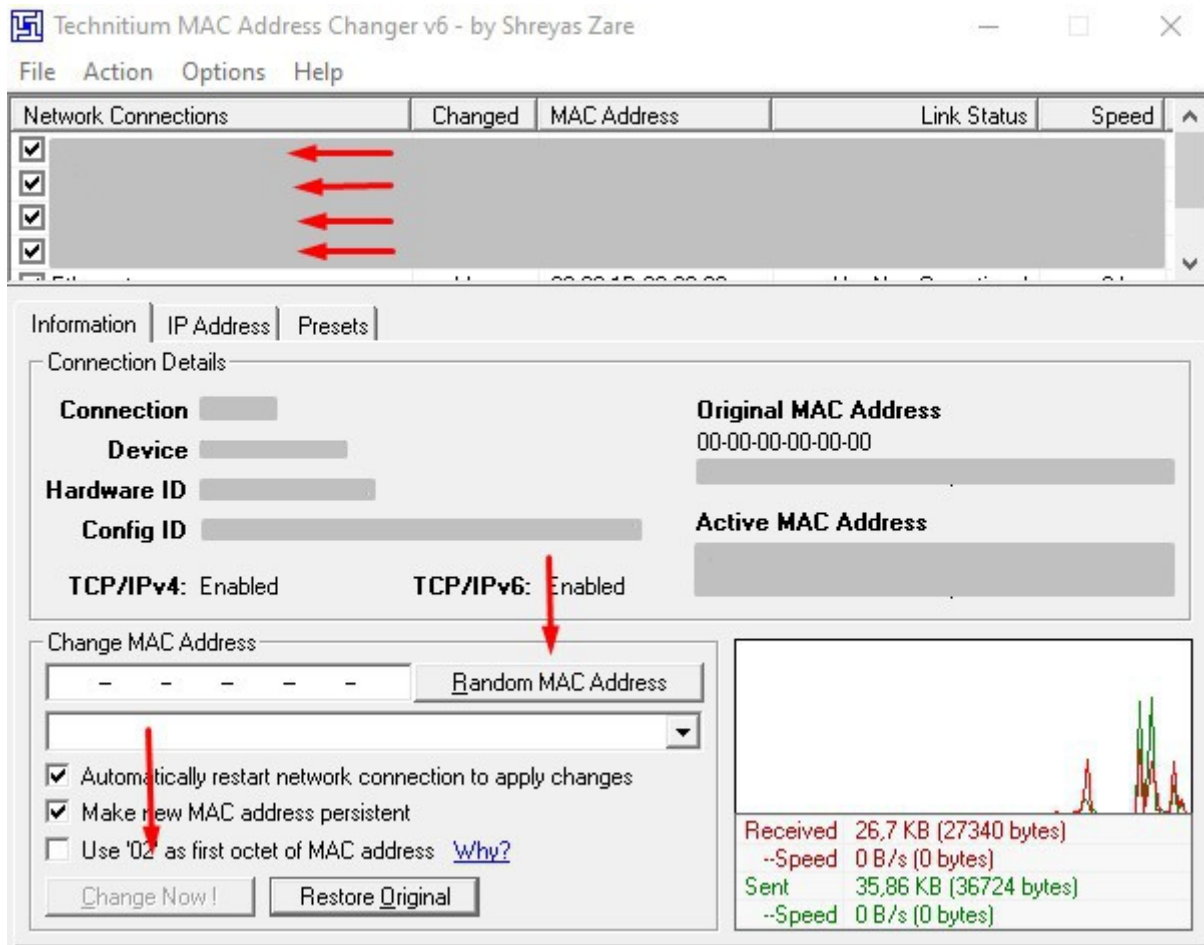 Technitium MAC Address Changer v6 - by Shreyas Zare
File Action Options Help
Network Connections Changed MAC Address Link Status Speed
Information IP Address Presets
Connection Details
Connection
Device
Hardware ID
Config ID
TCP/IPv4: Enabled TCP/IPv6: Enabled
Original MAC Address
00-00-00-00-00-00
Active MAC Address
Change MAC Address
- - - - - Random MAC Address
Automatically restart network connection to apply changes
Make new MAC address persistent
Use '02' as first octet of MAC address Why?
Change Now ! Restore Original
Received 26,7 KB (27340 bytes)
--Speed 0 B/s (0 bytes)
Sent 35,86 KB (36724 bytes)
--Speed 0 B/s (0 bytes)